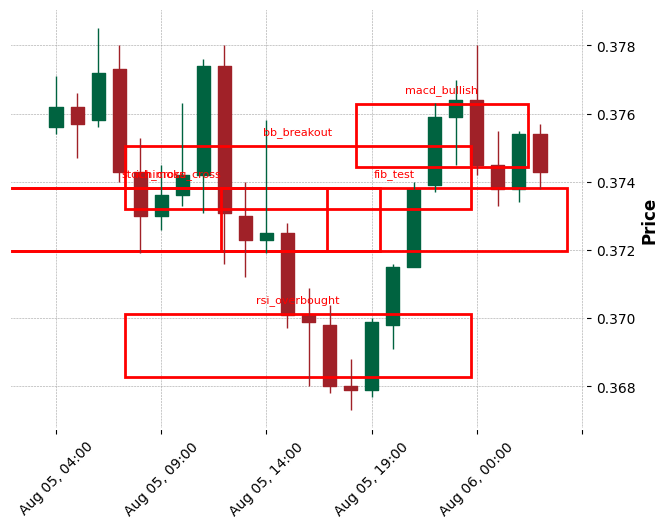 macd_bullish
bb_breakout
fib_test
rsi_overbought
0.378
0.376
0.374
0.372
0.370
0.368
Price
Aug 05, 04:00
Aug 05, 09:00
Aug 05, 14:00
Aug 05, 19:00
Aug 06, 00:00